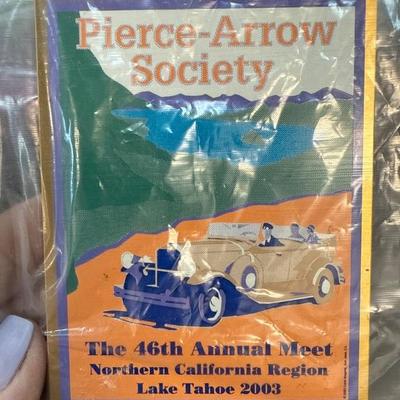 Pierce-Arrow
Society
The 46th Annual Meet
Northern California Region
Lake Tahoe 2003